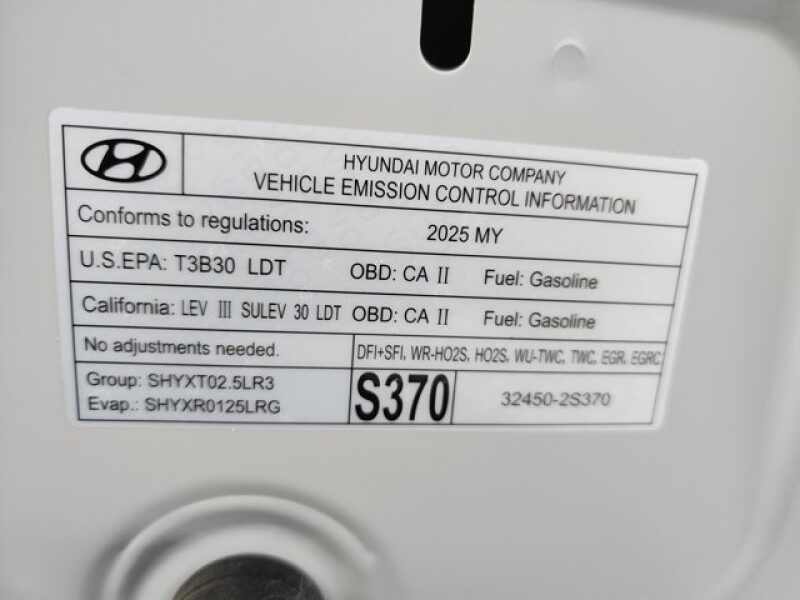 HYUNDAI MOTOR COMPANY
VEHICLE EMISSION CONTROL INFORMATION
Conforms to regulations: 2025 MY
U.S.EPA: T3B30 LDT OBD: CA II Fuel: Gasoline
California: LEV III SULEV 30 LDT OBD: CA II Fuel: Gasoline
No adjustments needed. DFI+SFI, WR-HO2S, HO2S, WU-TWC, TWC, EGR, EGRC
Group: SHYXT02.5LR3
Evap.: SHYXR0125LRG
S370
32450-2S370